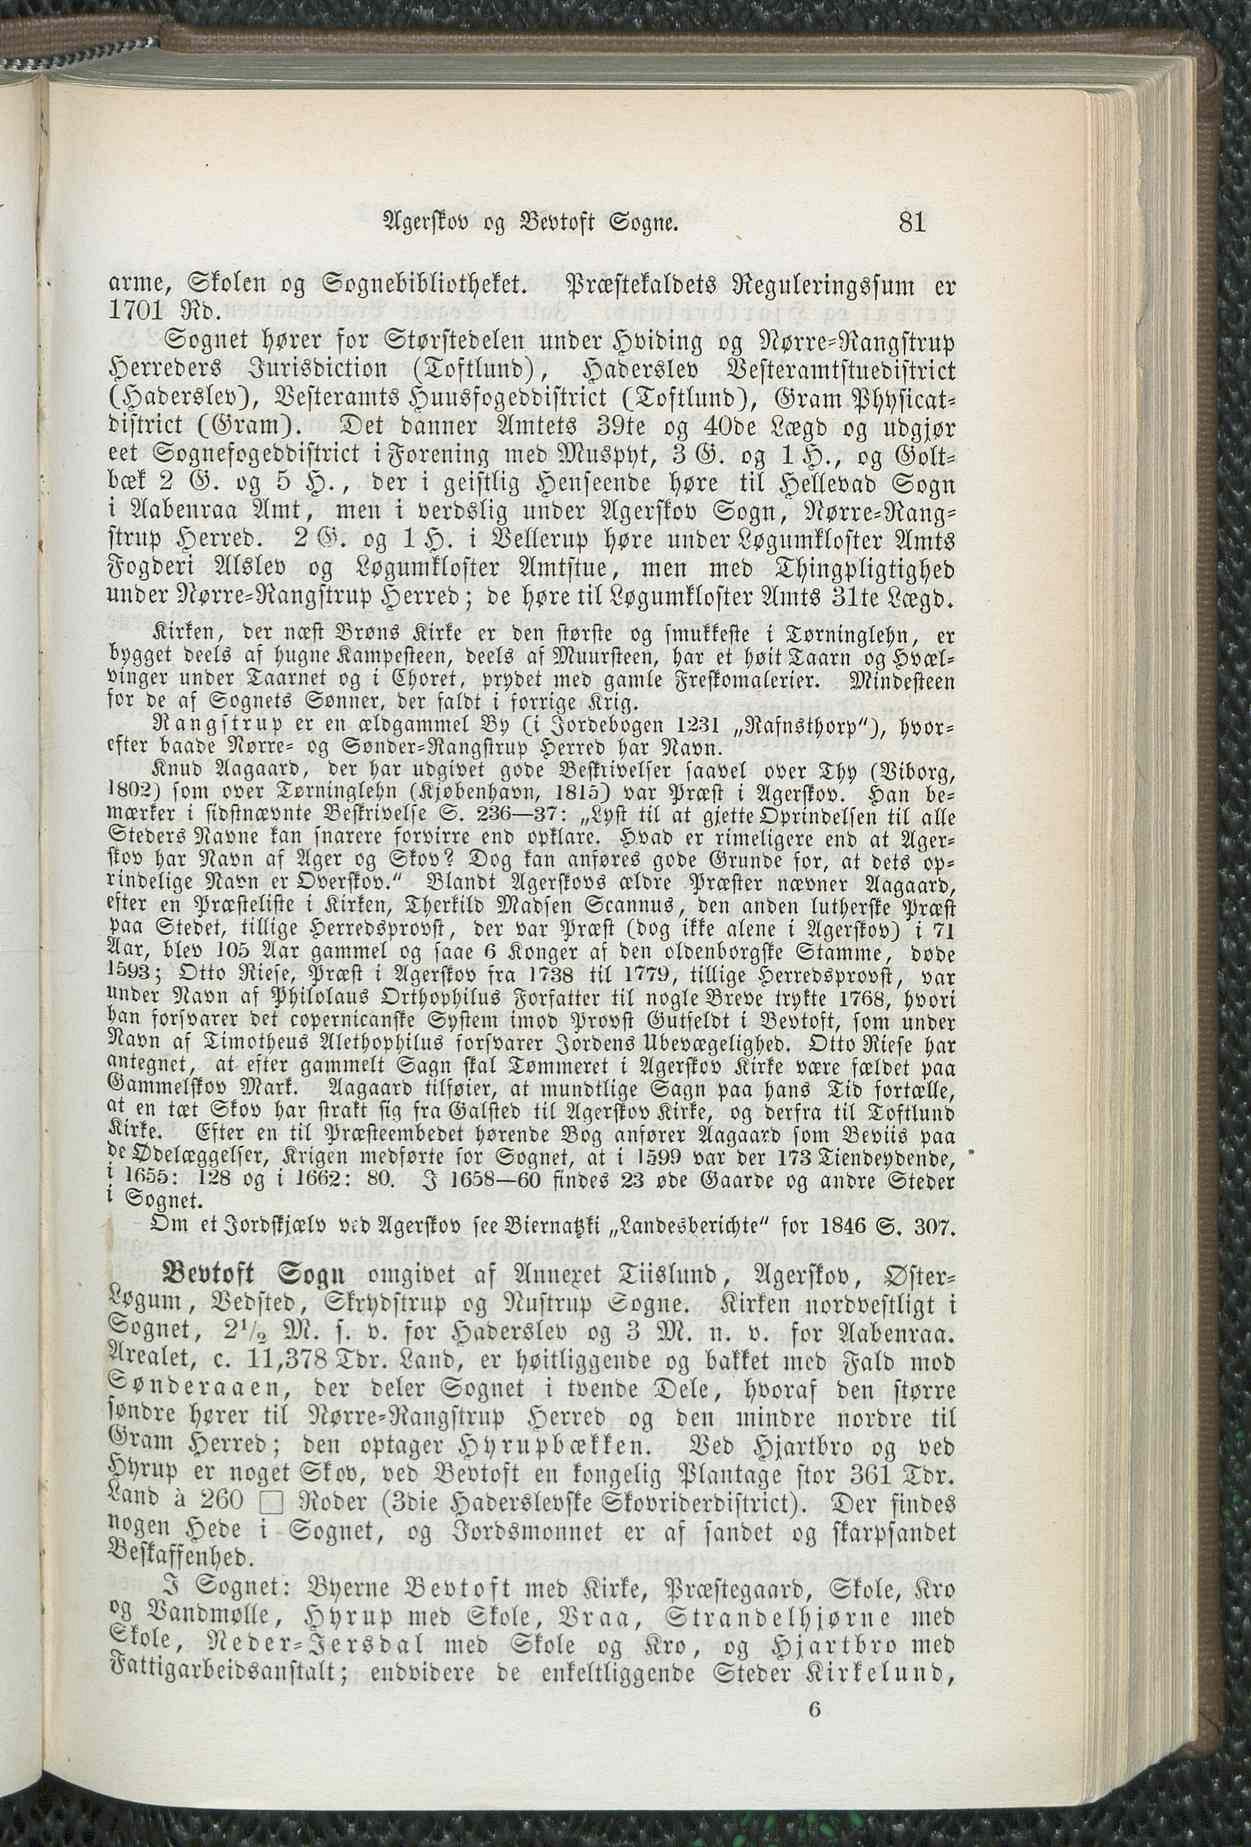 Agerskov og Bevtoft Sogne. 81
arme, Skolen og Sognebibliotheket. Præstekaldets Reguleringssum er
1701 Rd.
Sognet hører for Størstedelen under Hviding og Nørre-Rangstrup
Herreders Jurisdiction (Toftlund), Haderslev Vesteramtstuedistrict
(Haderslev), Vesteramts Huusfogeddistrict (Toftlund), Gram Physicat-
district (Gram). Det danner Amtets 39te og 40de Lægd og udgjør
eet Sognefogeddistrict i Forening med Muspyt, 3 G. og 1 H., og Golt-
bæk 2 G. og 5 H., der i geistlig Henseende høre til Hellevad Sogn
i Aabenraa Amt, men i verdslig under Agerskov Sogn, Nørre-Rang-
strup Herred. 2 G. og 1 H. i Vellerup høre under Løgumkloster Amts
Fogderi Alslev og Løgumkloster Amtstue, men med Thingpligtighed
under Nørre-Rangstrup Herred; de høre til Løgumkloster Amts 31te Lægd.
Kirken, der næst Brøns Kirke er den største og smukkeste i Tørninglehn, er
bygget deels af hugne Kampesteen, deels af Muursteen, har et høit Taarn og Hvæl-
vinger under Taarnet og i Choret, prydet med gamle Freskomalerier. Mindesteen
for de af Sognets Sønner, der faldt i forrige Krig.
Rangstrup er en ældgammel By (i Jordebogen 1231 „Rafnsthorp“), hvor-
efter baade Nørre- og Sønder-Rangstrup Herred har Navn.
Knud Aagaard, der har udgivet gode Beskrivelser saavel over Thy (Viborg,
1802) som over Tørninglehn (Kjøbenhavn, 1815) var Præst i Agerskov. Han be-
mærker i sidstnævnte Beskrivelse S. 236—37: „Lyst til at gjette Oprindelsen til alle
Steders Navne kan snarere forvirre end opklare. Hvad er rimeligere end at Ager-
skov har Navn af Ager og Skov? Dog kan anføres gode Grunde for, at dets op-
rindelige Navn er Overskov.“ Blandt Agerskovs ældre Præster nævner Aagaard,
efter en Præsteliste i Kirken, Therkild Madsen Scannus, den anden lutherske Præst
paa Stedet, tillige Herredsprovst, der var Præst (dog ikke alene i Agerskov) i 71
Aar, blev 105 Aar gammel og saae 6 Konger af den oldenborgske Stamme, døde
1593; Otto Riese, Præst i Agerskov fra 1738 til 1779, tillige Herredsprovst, var
under Navn af Philolaus Orthophilus Forfatter til nogle Breve trykte 1768, hvori
han forsvarer det copernicanske System imod Provst Gutfeldt i Bevtoft, som under
Navn af Timotheus Alethophilus forsvarer Jordens Ubevægelighed. Otto Riese har
antegnet, at efter gammelt Sagn skal Tømmeret i Agerskov Kirke være fældet paa
Gammelskov Mark. Aagaard tilføier, at mundtlige Sagn paa hans Tid fortælle,
at en tæt Skov har strakt sig fra Galsted til Agerskov Kirke, og derfra til Toftlund
Kirke. Efter en til Præsteembedet hørende Bog anfører Aagaard som Beviis paa
de Ødelæggelser, Krigen medførte for Sognet, at i 1599 var der 173 Tiendeydende,
i 1655: 128 og i 1662: 80. I 1658—60 findes 23 øde Gaarde og andre Steder
i Sognet.
Om et Jordskjælv ved Agerskov see Biernatzki „Landesberichte“ for 1846 S. 307.
Bevtoft Sogn omgivet af Annexet Tiislund, Agerskov, Øster-
Løgum, Vedsted, Skrydstrup og Nustrup Sogne. Kirken nordvestligt i
Sognet, 2¹/₂ M. s. v. for Haderslev og 3 M. n. v. for Aabenraa.
Arealet, c. 11,378 Tdr. Land, er høitliggende og bakket med Fald mod
Sønderaaen, der deler Sognet i tvende Dele, hvoraf den større
søndre hører til Nørre-Rangstrup Herred og den mindre nordre til
Gram Herred; den optager Hyrupbækken. Ved Hjartbro og ved
Hyrup er noget Skov, ved Bevtoft en kongelig Plantage stor 361 Tdr.
Land à 260 □ Roder (3die Haderslevske Skovriderdistrict). Der findes
nogen Hede i Sognet, og Jordsmonnet er af sandet og skarpsandet
Beskaffenhed.
I Sognet: Byerne Bevtoft med Kirke, Præstegaard, Skole, Kro
og Vandmølle, Hyrup med Skole, Vraa, Strandelhjørne med
Skole, Neder-Jersdal med Skole og Kro, og Hjartbro med
Fattigarbeidsanstalt; endvidere de enkeltliggende Steder Kirkelund,
6